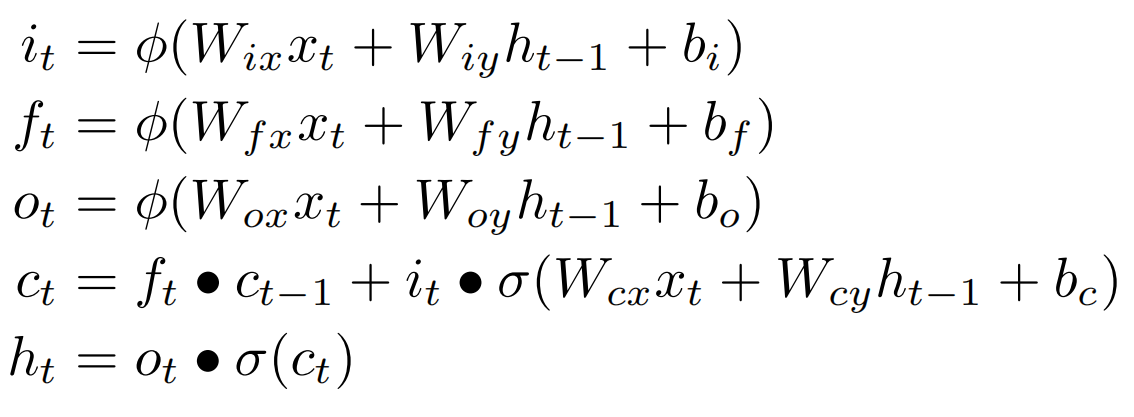 i_t = ϕ(W_{ix}x_t + W_{iy}h_{t−1} + b_i)
f_t = ϕ(W_{fx}x_t + W_{fy}h_{t−1} + b_f)
o_t = ϕ(W_{ox}x_t + W_{oy}h_{t−1} + b_o)
c_t = f_t • c_{t−1} + i_t • σ(W_{cx}x_t + W_{cy}h_{t−1} + b_c)
h_t = o_t • σ(c_t)